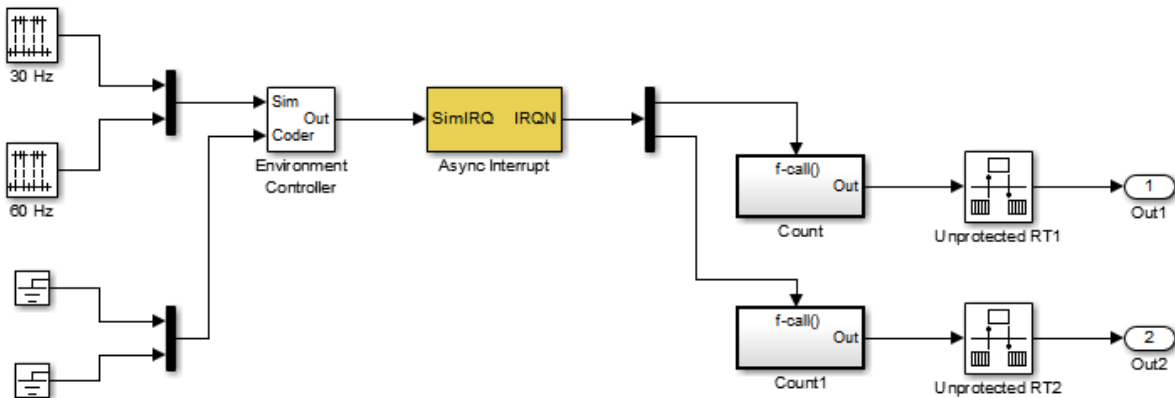 30 Hz
60 Hz
Sim
Out
Coder
Environment
Controller
SimIRQ IRQN
Async Interrupt
f-call()
Out
Count
Unprotected RT1
1
Out1
f-call()
Out
Count1
Unprotected RT2
2
Out2